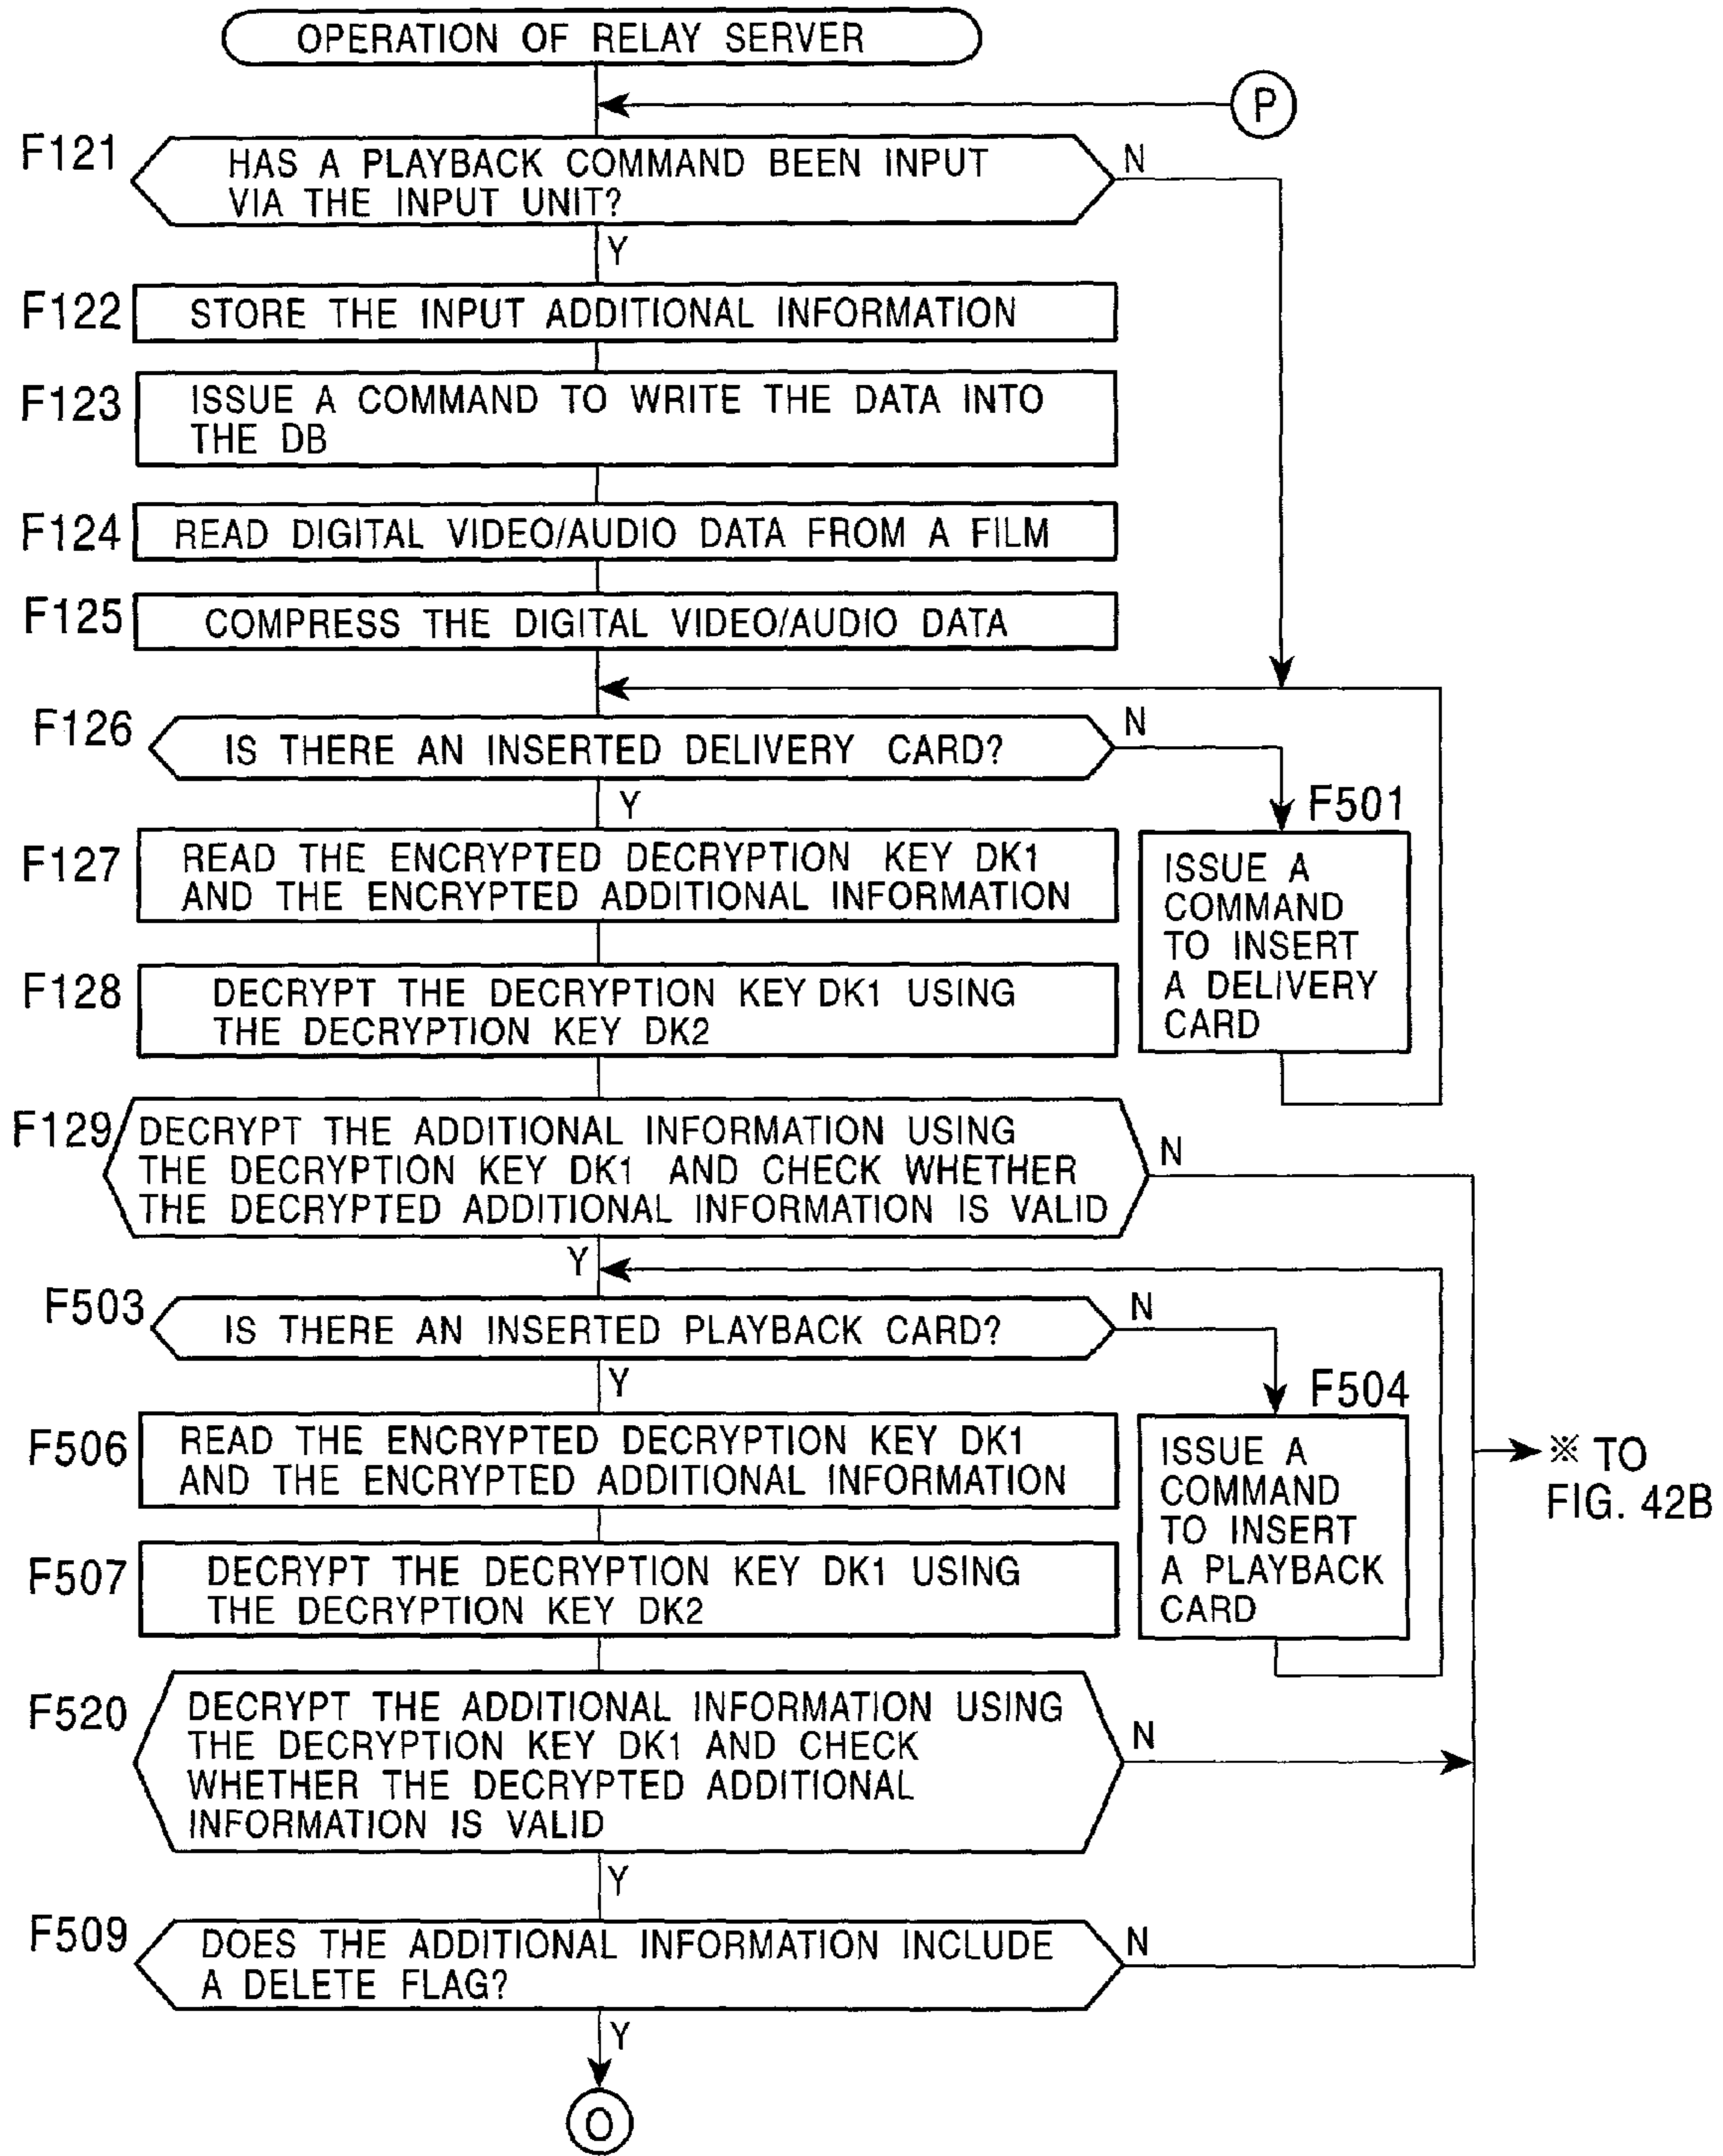 OPERATION OF RELAY SERVER
P
F121
HAS A PLAYBACK COMMAND BEEN INPUT
VIA THE INPUT UNIT?
N
Y
F122
STORE THE INPUT ADDITIONAL INFORMATION
F123
ISSUE A COMMAND TO WRITE THE DATA INTO
THE DB
F124
READ DIGITAL VIDEO/AUDIO DATA FROM A FILM
F125
COMPRESS THE DIGITAL VIDEO/AUDIO DATA
F126
IS THERE AN INSERTED DELIVERY CARD?
N
Y
F501
ISSUE A
COMMAND
TO INSERT
A DELIVERY
CARD
F127
READ THE ENCRYPTED DECRYPTION KEY DK1
AND THE ENCRYPTED ADDITIONAL INFORMATION
F128
DECRYPT THE DECRYPTION KEY DK1 USING
THE DECRYPTION KEY DK2
F129
DECRYPT THE ADDITIONAL INFORMATION USING
THE DECRYPTION KEY DK1 AND CHECK WHETHER
THE DECRYPTED ADDITIONAL INFORMATION IS VALID
N
Y
F503
IS THERE AN INSERTED PLAYBACK CARD?
N
Y
F504
ISSUE A
COMMAND
TO INSERT
A PLAYBACK
CARD
※ TO
FIG. 42B
F506
READ THE ENCRYPTED DECRYPTION KEY DK1
AND THE ENCRYPTED ADDITIONAL INFORMATION
F507
DECRYPT THE DECRYPTION KEY DK1 USING
THE DECRYPTION KEY DK2
F520
DECRYPT THE ADDITIONAL INFORMATION USING
THE DECRYPTION KEY DK1 AND CHECK
WHETHER THE DECRYPTED ADDITIONAL
INFORMATION IS VALID
N
Y
F509
DOES THE ADDITIONAL INFORMATION INCLUDE
A DELETE FLAG?
N
Y
O